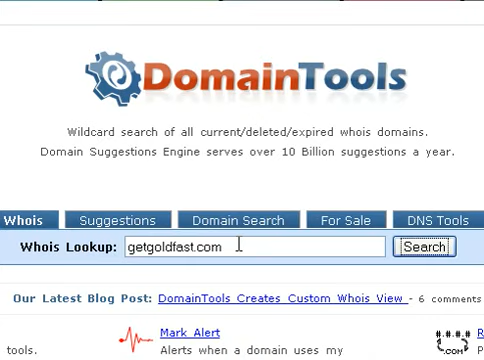 DomainTools
Wildcard search of all current/deleted/expired whois domains.
Domain Suggestions Engine serves over 10 Billion suggestions a year.
Whois Suggestions Domain Search For Sale DNS Tools
Whois Lookup: getgoldfast.com Search
Our Latest Blog Post: DomainTools Creates Custom Whois View - 6 comments
Mark Alert
tools. Alerts when a domain uses my
#.#.#.#
.COM